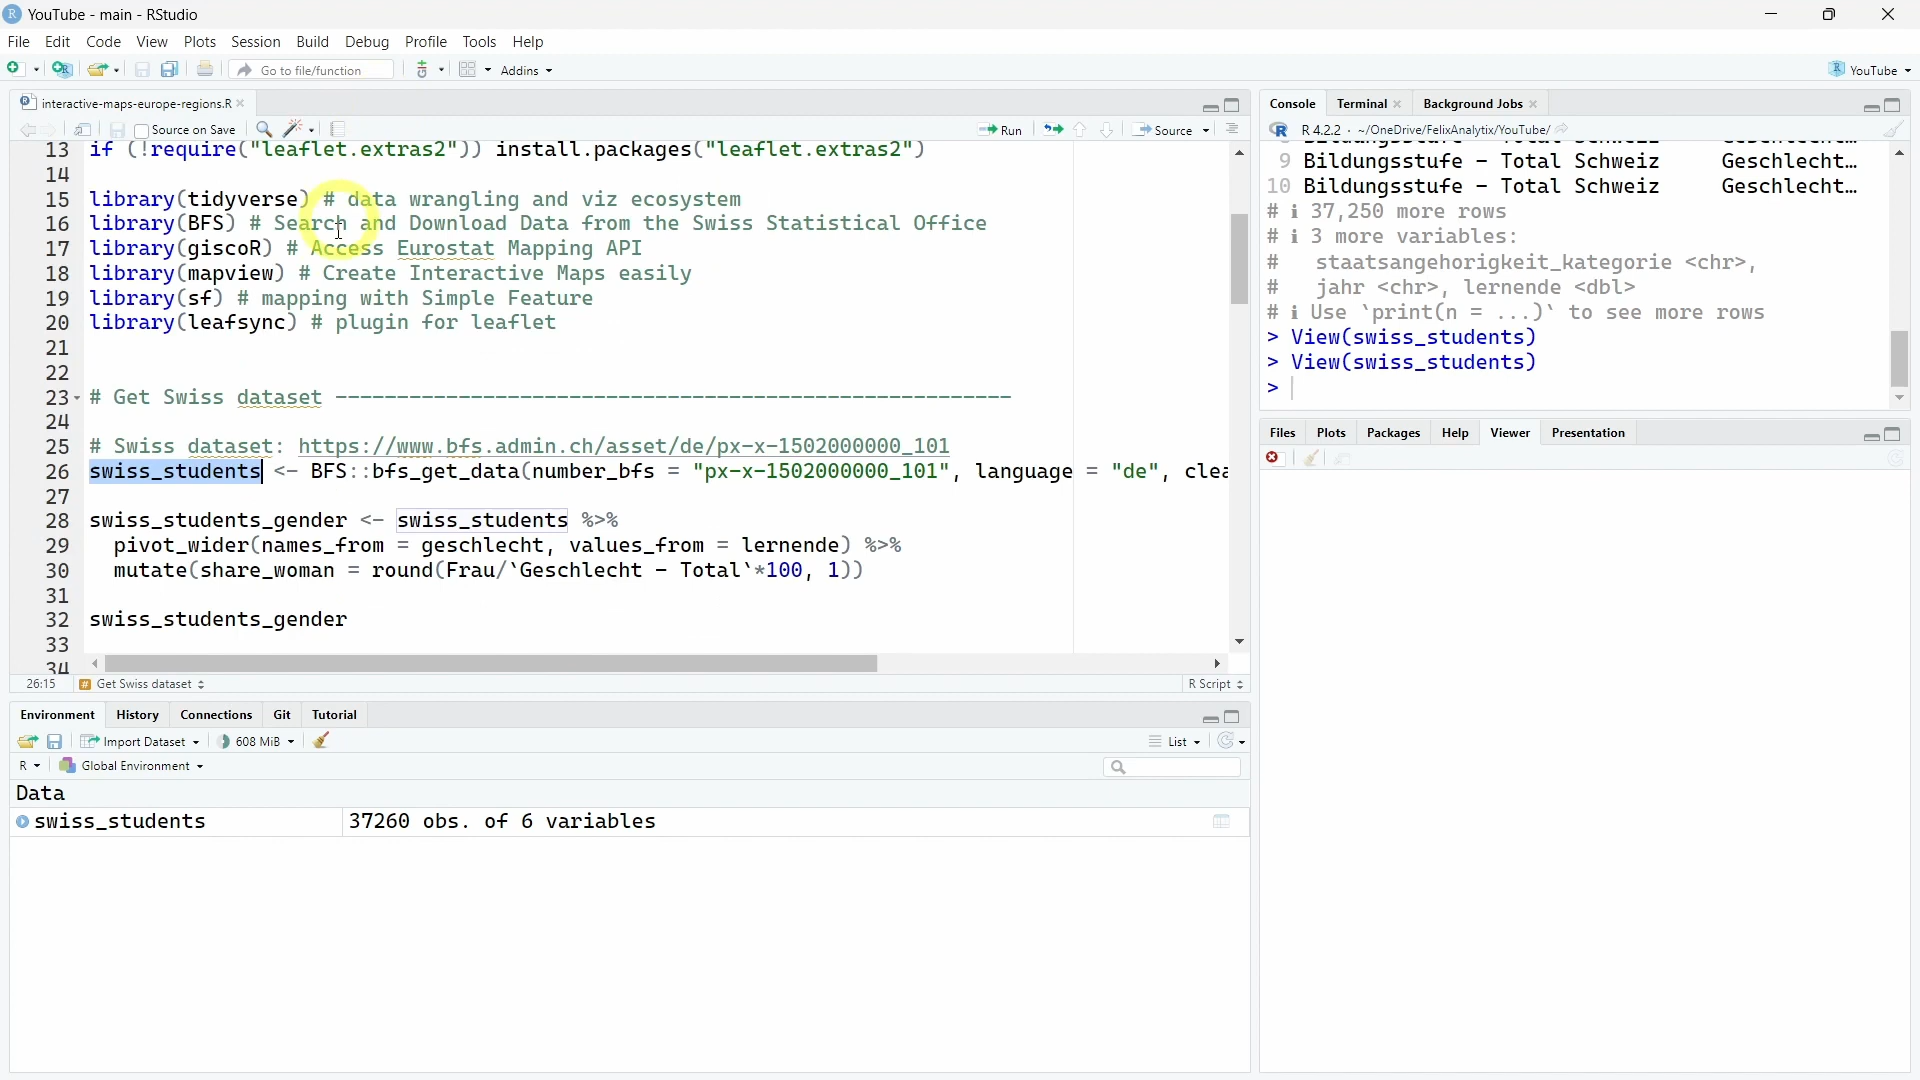 YouTube - main - RStudio
File Edit Code View Plots Session Build Debug Profile Tools Help
Go to file/function Addins YouTube
interactive-maps-europe-regions.R
Source on Save Run Source
13 if (!require("leaflet.extras2")) install.packages("leaflet.extras2")
14
15 library(tidyverse) # data wrangling and viz ecosystem
16 library(BFS) # Search and Download Data from the Swiss Statistical Office
17 library(giscoR) # Access Eurostat Mapping API
18 library(mapview) # Create Interactive Maps easily
19 library(sf) # mapping with Simple Feature
20 library(leafsync) # plugin for leaflet
21
22
23 # Get Swiss dataset -------------------------------------------------------
24
25 # Swiss dataset: https://www.bfs.admin.ch/asset/de/px-x-1502000000_101
26 swiss_students <- BFS::bfs_get_data(number_bfs = "px-x-1502000000_101", language = "de", clea
27
28 swiss_students_gender <- swiss_students %>%
29 pivot_wider(names_from = geschlecht, values_from = lernende) %>%
30 mutate(share_woman = round(Frau/`Geschlecht - Total`*100, 1))
31
32 swiss_students_gender
33
34
26:15 # Get Swiss dataset R Script
Environment History Connections Git Tutorial
Import Dataset 608 MiB List
R Global Environment
Data
swiss_students 37260 obs. of 6 variables
Console Terminal Background Jobs
R 4.2.2 · ~/OneDrive/FelixAnalytix/YouTube/
9 Bildungsstufe - Total Schweiz Geschlecht…
10 Bildungsstufe - Total Schweiz Geschlecht…
# ℹ 37,250 more rows
# ℹ 3 more variables:
# staatsangehorigkeit_kategorie <chr>,
# jahr <chr>, lernende <dbl>
# ℹ Use `print(n = ...)` to see more rows
> View(swiss_students)
> View(swiss_students)
>
Files Plots Packages Help Viewer Presentation